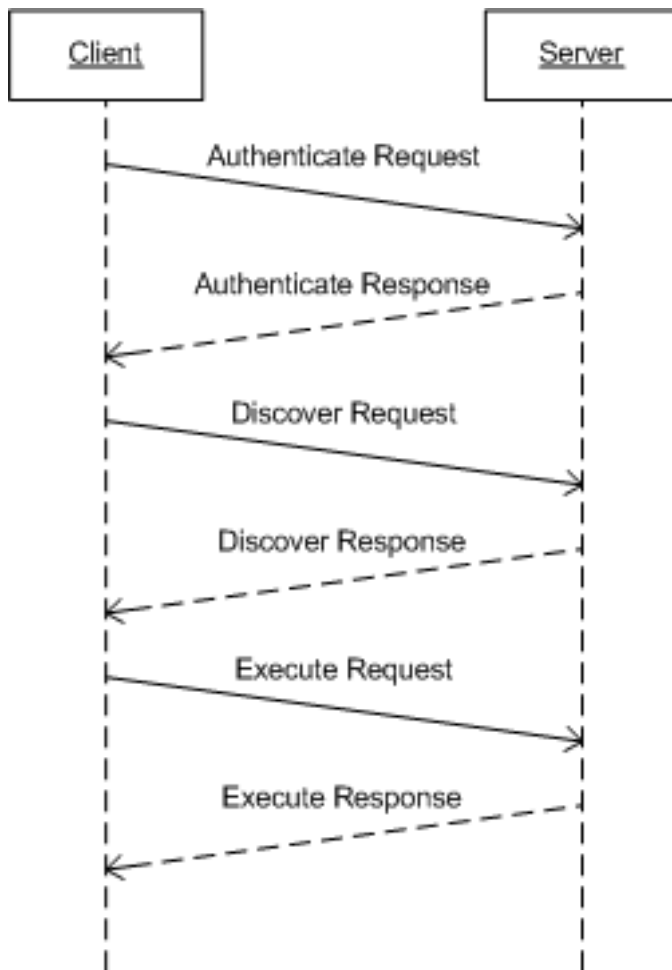 Client
Server
Authenticate Request
Authenticate Response
Discover Request
Discover Response
Execute Request
Execute Response